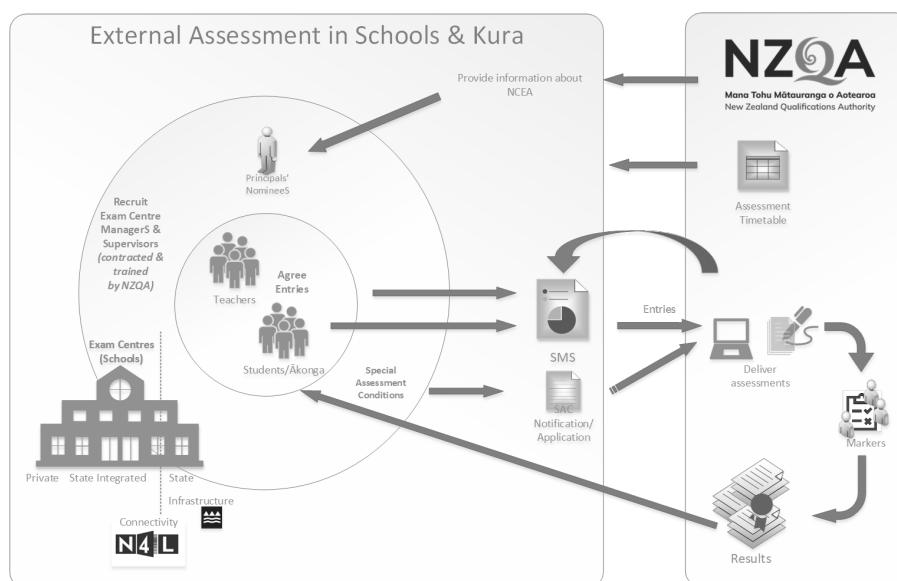 External Assessment in Schools & Kura
NZQA
Mana Tohu Mātauranga o Aotearoa
New Zealand Qualifications Authority
Provide information about
NCEA
Principals'
NomineeS
Assessment
Timetable
Recruit
Exam Centre
ManagerS &
Supervisors
(contracted &
trained
by NZQA)
Agree
Entries
Teachers
Students/Ākonga
SMS
Entries
Deliver
assessments
Exam Centres
(Schools)
Special
Assessment
Conditions
SAC
Notification/
Application
Markers
Private State Integrated State
Infrastructure
Connectivity
N4L
Results